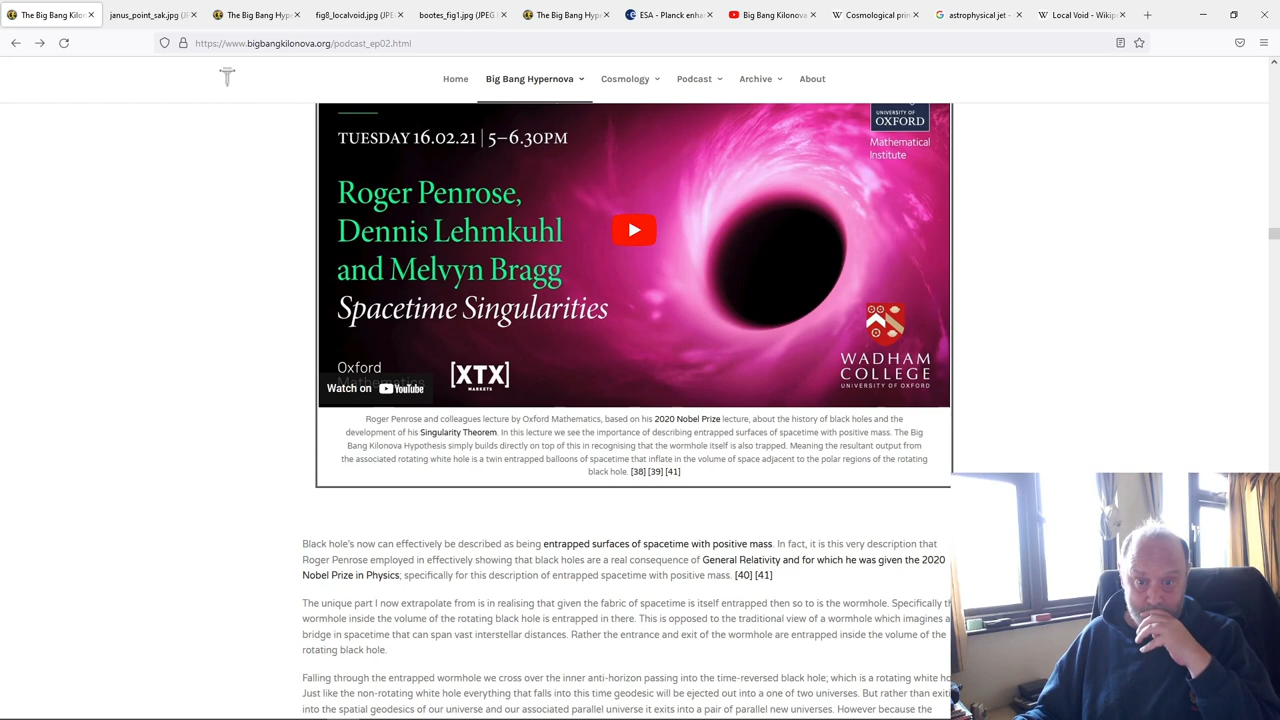 The Big Bang Kilon
janus_point_sak.jpg (J
The Big Bang Hype
fig8_localvoid.jpg (JPE
bootes_fig1.jpg (JPEG
The Big Bang Hype
ESA - Planck enha
Big Bang Kilonova
Cosmological prin
astrophysical jet -
Local Void - Wikip
https://www.bigbangkilonova.org/podcast_ep02.html
Home
Big Bang Hypernova
Cosmology
Podcast
Archive
About
TUESDAY 16.02.21 | 5–6.30PM
UNIVERSITY OF
OXFORD
Mathematical
Institute
Roger Penrose,
Dennis Lehmkuhl
and Melvyn Bragg
Spacetime Singularities
Oxford
Mathematics
[XTX]
MARKETS
WADHAM
COLLEGE
UNIVERSITY OF OXFORD
Watch on YouTube
Roger Penrose and colleagues lecture by Oxford Mathematics, based on his 2020 Nobel Prize lecture, about the history of black holes and the
development of his Singularity Theorem. In this lecture we see the importance of describing entrapped surfaces of spacetime with positive mass. The Big
Bang Kilonova Hypothesis simply builds directly on top of this in recognising that the wormhole itself is also trapped. Meaning the resultant output from
the associated rotating white hole is a twin entrapped balloons of spacetime that inflate in the volume of space adjacent to the polar regions of the rotating
black hole. [38] [39] [41]
Black hole's now can effectively be described as being entrapped surfaces of spacetime with positive mass. In fact, it is this very description that
Roger Penrose employed in effectively showing that black holes are a real consequence of General Relativity and for which he was given the 2020
Nobel Prize in Physics; specifically for this description of entrapped spacetime with positive mass. [40] [41]
The unique part I now extrapolate from is in realising that given the fabric of spacetime is itself entrapped then so to is the wormhole. Specifically th
wormhole inside the volume of the rotating black hole is entrapped in there. This is opposed to the traditional view of a wormhole which imagines a
bridge in spacetime that can span vast interstellar distances. Rather the entrance and exit of the wormhole are entrapped inside the volume of the
rotating black hole.
Falling through the entrapped wormhole we cross over the inner anti-horizon passing into the time-reversed black hole; which is a rotating white ho
Just like the non-rotating white hole everything that falls into this time geodesic will be ejected out into a one of two universes. But rather than exiti
into the spatial geodesics of our universe and our associated parallel universe it exits into a pair of parallel new universes. However because the